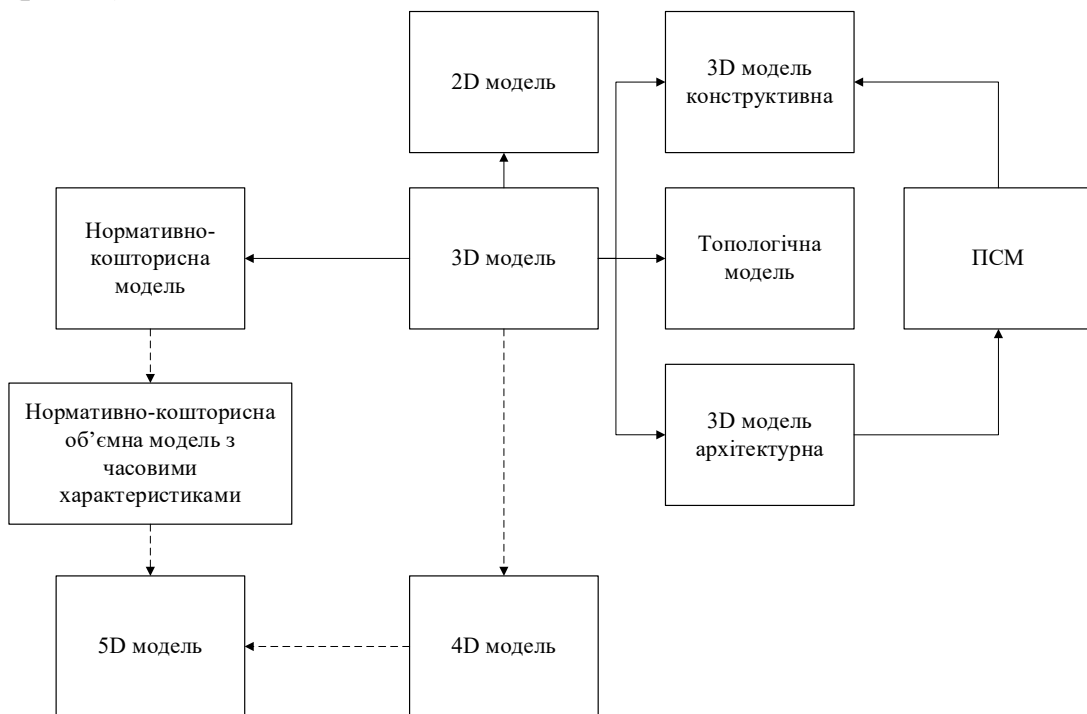 2D модель
3D модель
конструктивна
Нормативно-
кошторисна
модель
3D модель
Топологічна
модель
ПСМ
Нормативно-кошторисна
об’ємна модель з
часовими
характеристиками
3D модель
архітектурна
5D модель
4D модель